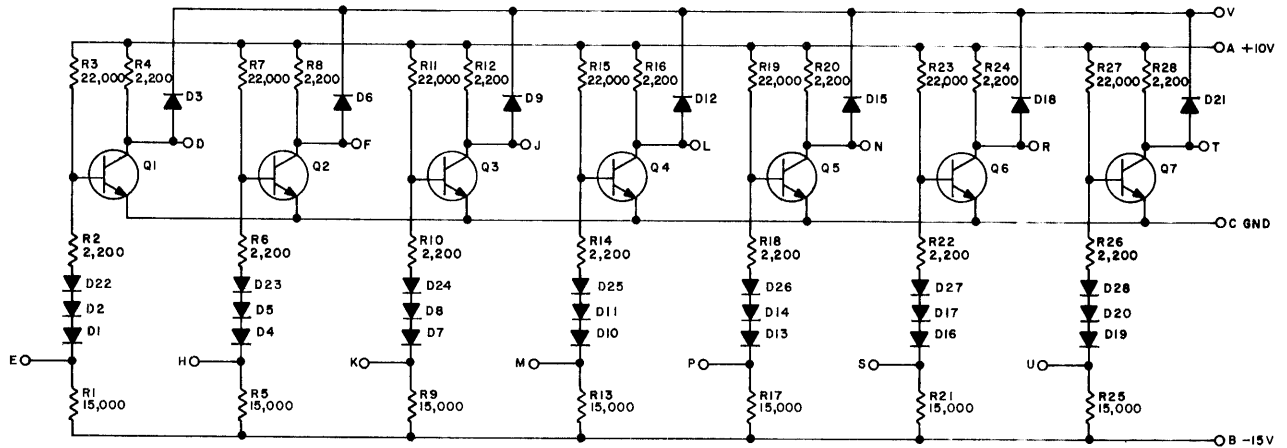 V
A +10V
R3 22,000
R4 2,200
R7 22,000
R8 2,200
R11 22,000
R12 2,200
R15 22,000
R16 2,200
R19 22,000
R20 2,200
R23 22,000
R24 2,200
R27 22,000
R28 2,200
D3
D6
D9
D12
D15
D18
D21
D
F
J
L
N
R
T
Q1
Q2
Q3
Q4
Q5
Q6
Q7
C GND
R2 2,200
R6 2,200
R10 2,200
R14 2,200
R18 2,200
R22 2,200
R26 2,200
D22
D23
D24
D25
D26
D27
D28
D2
D5
D8
D11
D14
D17
D20
D1
D4
D7
D10
D13
D16
D19
E
H
K
M
P
S
U
R1 15,000
R5 15,000
R9 15,000
R13 15,000
R17 15,000
R21 15,000
R25 15,000
B -15V